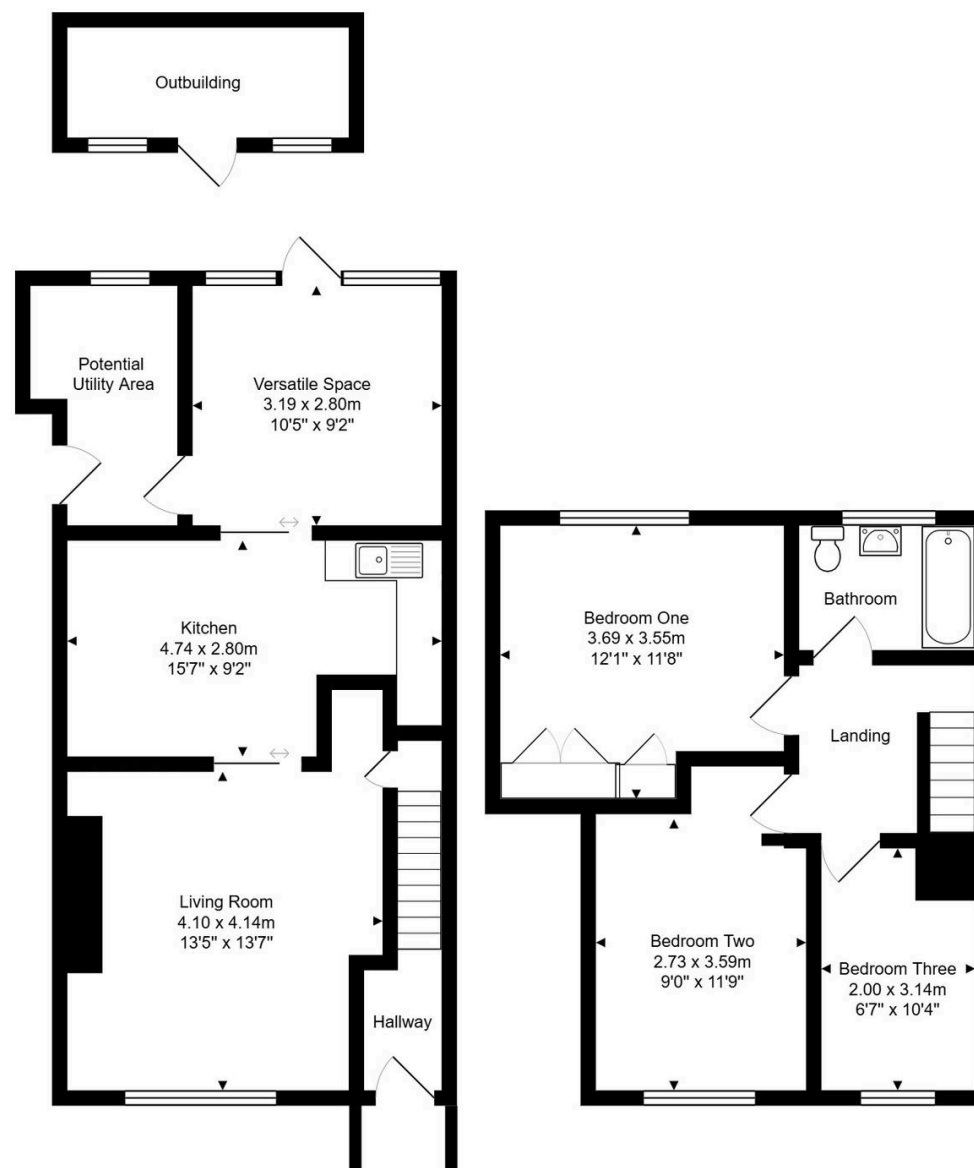 Outbuilding
Potential
Utility Area
Versatile Space
3.19 x 2.80m
10'5" x 9'2"
Kitchen
4.74 x 2.80m
15'7" x 9'2"
Living Room
4.10 x 4.14m
13'5" x 13'7"
Hallway
Bedroom One
3.69 x 3.55m
12'1" x 11'8"
Bathroom
Landing
Bedroom Two
2.73 x 3.59m
9'0" x 11'9"
Bedroom Three
2.00 x 3.14m
6'7" x 10'4"